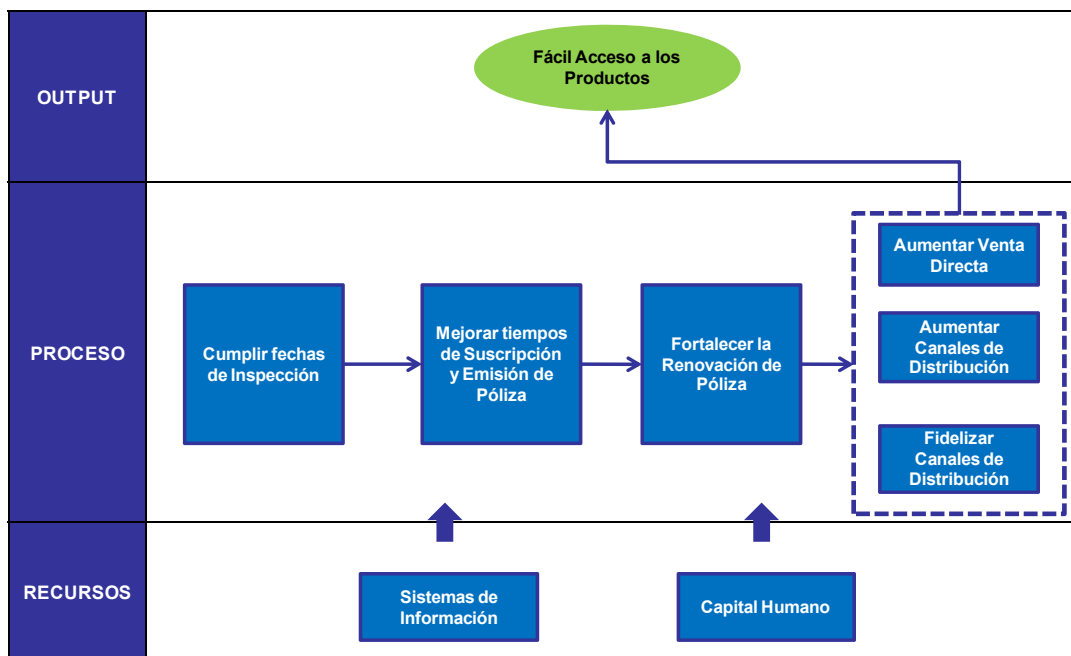 OUTPUT
Fácil Acceso a los
Productos
PROCESO
Cumplir fechas
de Inspección
Mejorar tiempos
de Suscripción
y Emisión de
Póliza
Fortalecer la
Renovación de
Póliza
Aumentar Venta
Directa
Aumentar
Canales de
Distribución
Fidelizar
Canales de
Distribución
RECURSOS
Sistemas de
Información
Capital Humano